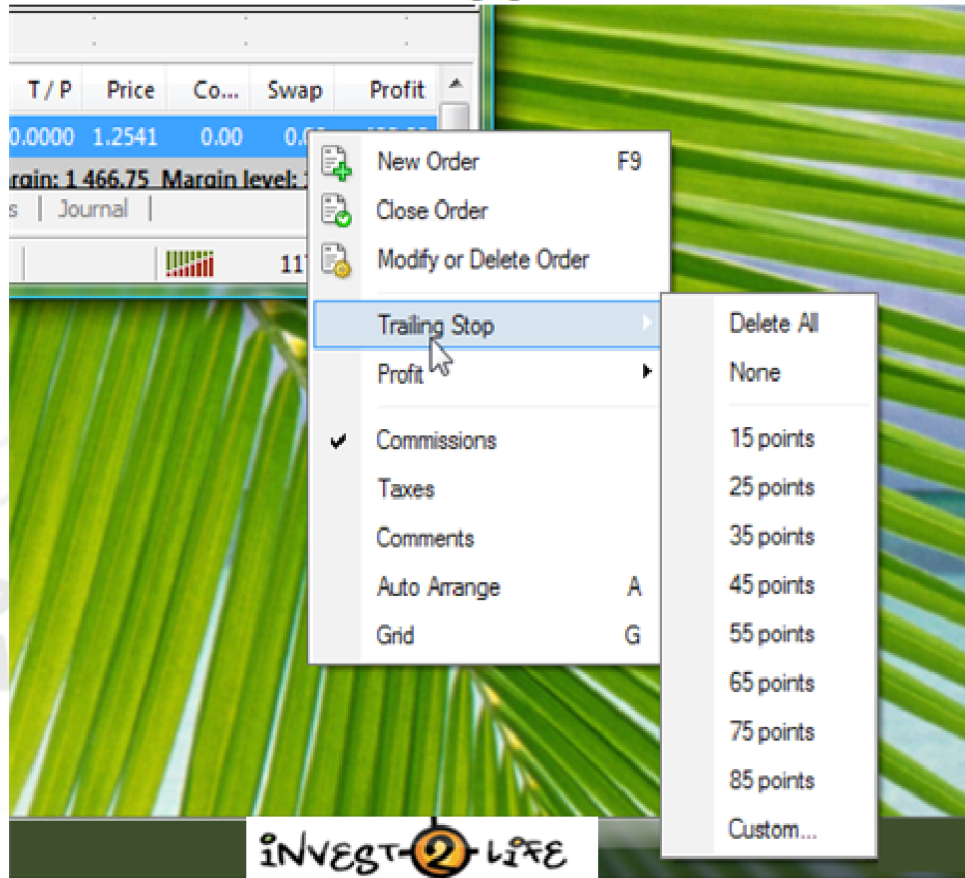 T / P Price Co... Swap Profit
0.0000 1.2541 0.00
rgin: 1 466.75 Margin level:
s | Journal |
New Order F9
Close Order
Modify or Delete Order
Trailing Stop
Profit
Commissions
Taxes
Comments
Auto Arrange A
Grid G
Delete All
None
15 points
25 points
35 points
45 points
55 points
65 points
75 points
85 points
Custom...
iNVEST-2-LiFE